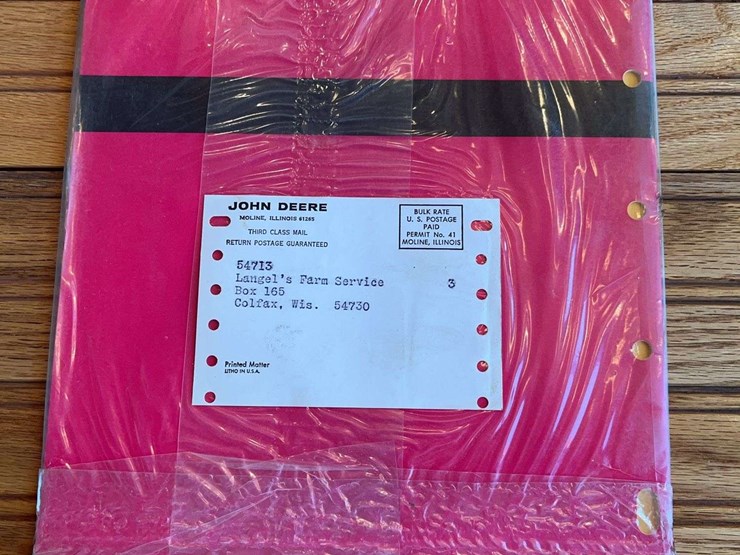 JOHN DEERE
MOLINE, ILLINOIS 61265
THIRD CLASS MAIL
RETURN POSTAGE GUARANTEED
BULK RATE
U. S. POSTAGE
PAID
PERMIT No. 41
MOLINE, ILLINOIS
54713
Langel's Farm Service 3
Box 165
Colfax, Wis. 54730
Printed Matter
LITHO IN U.S.A.